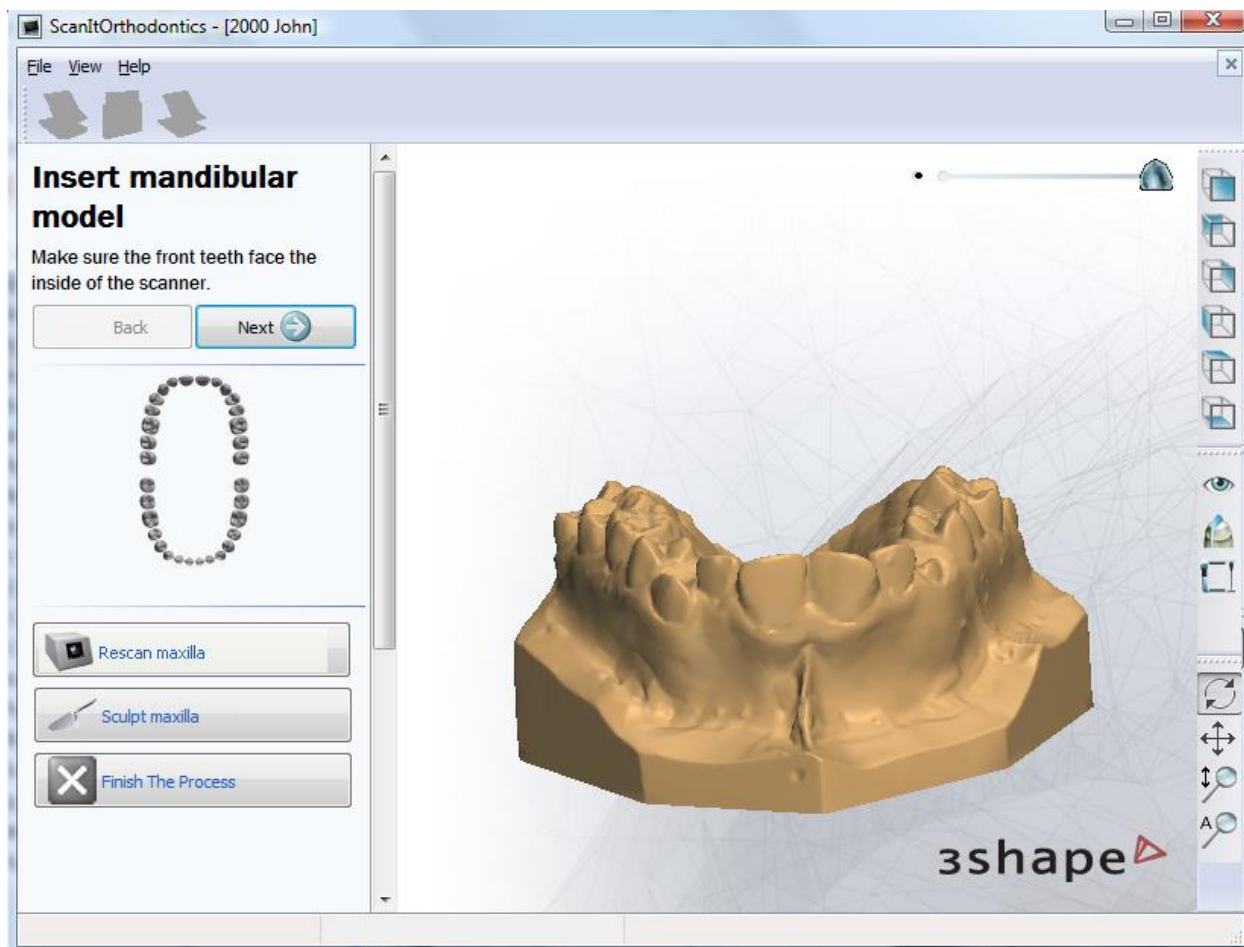 ScanItOrthodontics - [2000 John]
File View Help
Insert mandibular
model
Make sure the front teeth face the
inside of the scanner.
Back
Next
Rescan maxilla
Sculpt maxilla
Finish The Process
A
3shape